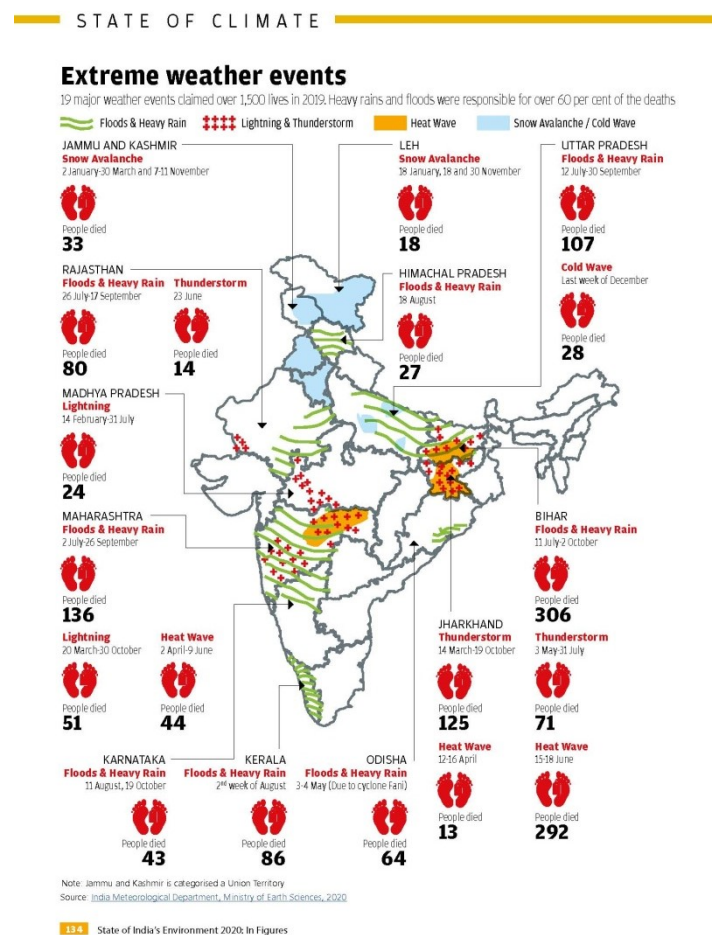 STATE OF CLIMATE
Extreme weather events
19 major weather events claimed over 1,500 lives in 2019. Heavy rains and floods were responsible for over 60 per cent of the deaths
Floods & Heavy Rain
Lightning & Thunderstorm
Heat Wave
Snow Avalanche / Cold Wave
JAMMU AND KASHMIR
Snow Avalanche
2 January-30 March and 7-11 November
People died
33
LEH
Snow Avalanche
18 January, 18 and 30 November
People died
18
UTTAR PRADESH
Floods & Heavy Rain
12 July-30 September
People died
107
Cold Wave
Last week of December
People died
28
RAJASTHAN
Floods & Heavy Rain
26 July-17 September
People died
80
Thunderstorm
23 June
People died
14
HIMACHAL PRADESH
Floods & Heavy Rain
18 August
People died
27
MADHYA PRADESH
Lightning
14 February-31 July
People died
24
MAHARASHTRA
Floods & Heavy Rain
2 July-26 September
People died
136
Lightning
20 March-30 October
People died
51
Heat Wave
2 April-9 June
People died
44
BIHAR
Floods & Heavy Rain
11 July-2 October
People died
306
Thunderstorm
3 May-31 July
People died
71
Heat Wave
15-18 June
People died
292
JHARKHAND
Thunderstorm
14 March-19 October
People died
125
Heat Wave
12-16 April
People died
13
KARNATAKA
Floods & Heavy Rain
11 August, 19 October
People died
43
KERALA
Floods & Heavy Rain
2nd week of August
People died
86
ODISHA
Floods & Heavy Rain
3-4 May (Due to cyclone Fani)
People died
64
Note: Jammu and Kashmir is categorised a Union Territory
Source: India Meteorological Department, Ministry of Earth Sciences, 2020
134 State of India's Environment 2020: In Figures